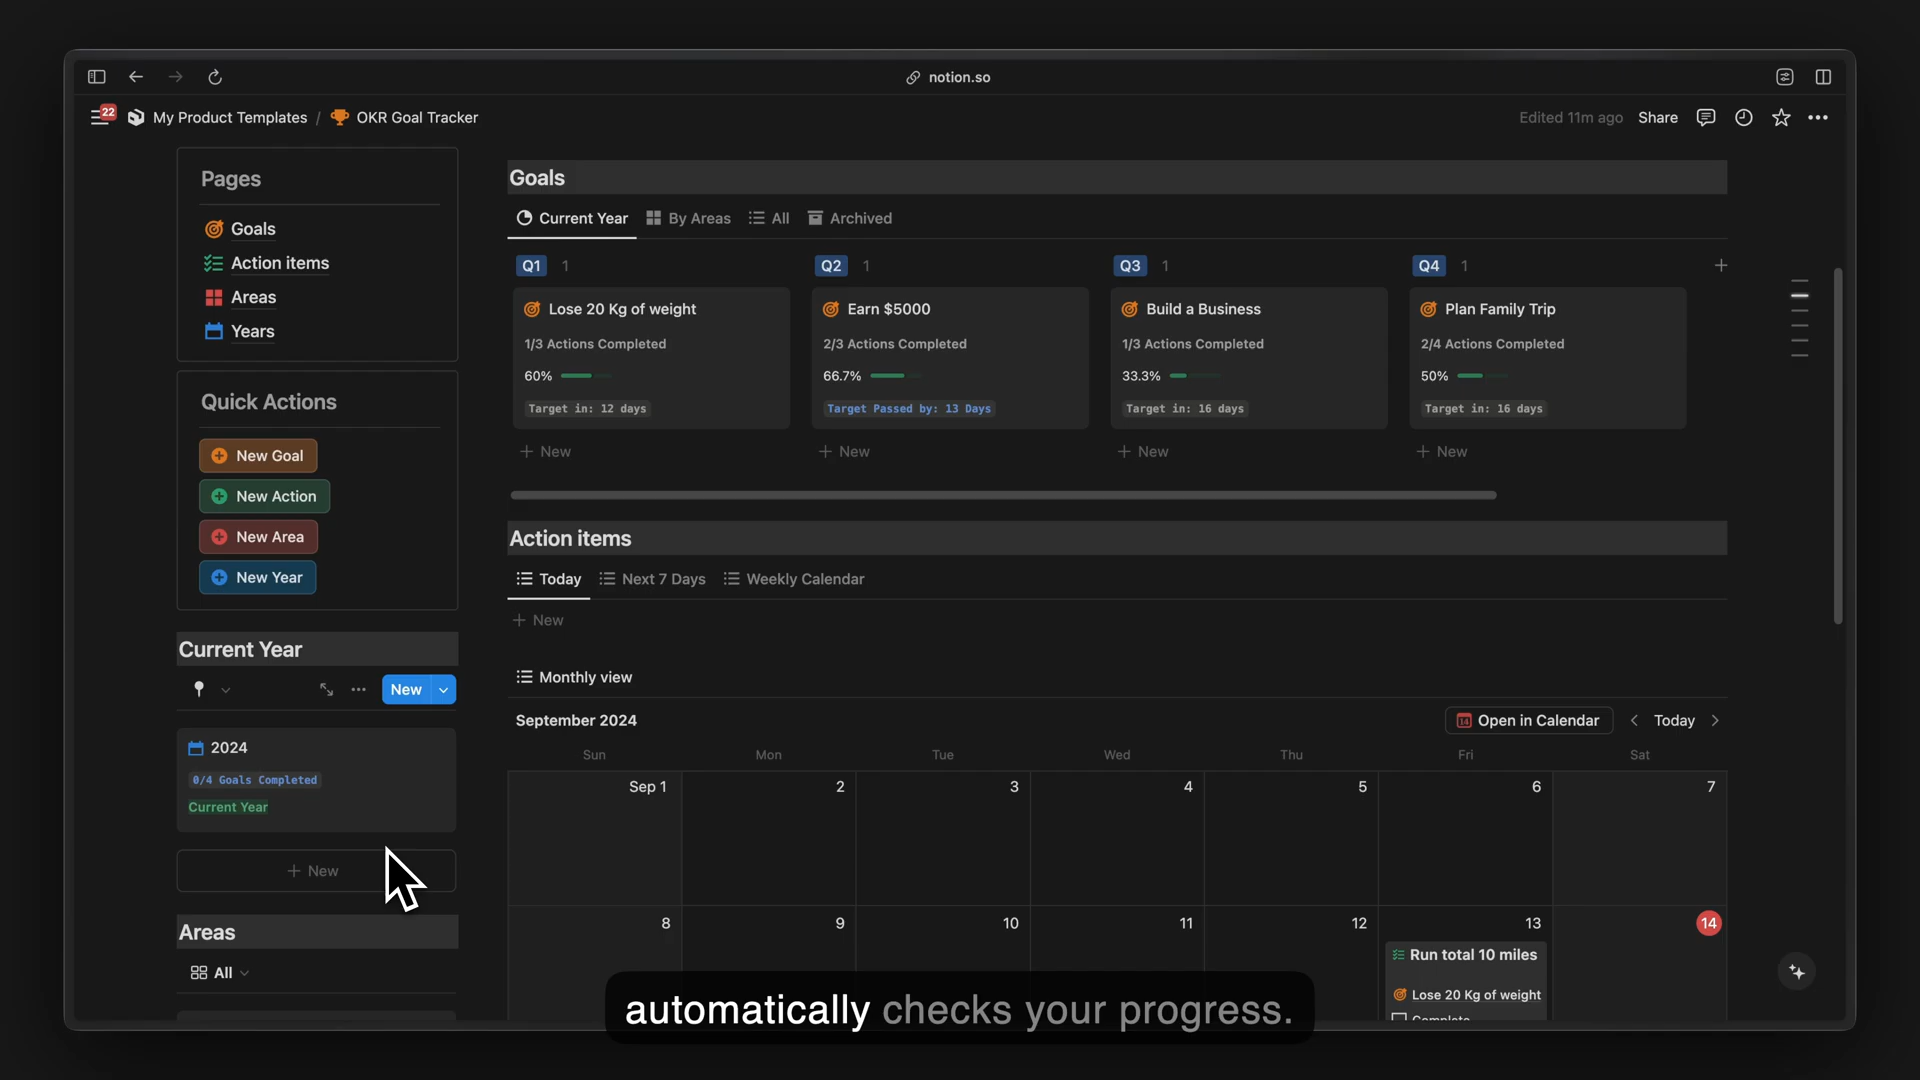 notion.so
22
My Product Templates / OKR Goal Tracker
Edited 11m ago
Share
Pages
Goals
Action items
Areas
Years
Quick Actions
New Goal
New Action
New Area
New Year
Current Year
New
2024
0/4 Goals Completed
Current Year
+ New
Areas
All
Goals
Current Year By Areas All Archived
Q1 1
Lose 20 Kg of weight
1/3 Actions Completed
60%
Target in: 12 days
+ New
Q2 1
Earn $5000
2/3 Actions Completed
66.7%
Target Passed by: 13 Days
+ New
Q3 1
Build a Business
1/3 Actions Completed
33.3%
Target in: 16 days
+ New
Q4 1
Plan Family Trip
2/4 Actions Completed
50%
Target in: 16 days
+ New
Action items
Today Next 7 Days Weekly Calendar
+ New
Monthly view
September 2024
14 Open in Calendar
Today
Sun Mon Tue Wed Thu Fri Sat
Sep 1 2 3 4 5 6 7
8 9 10 11 12 13 14
Run total 10 miles
Lose 20 Kg of weight
Complete
automatically checks your progress.